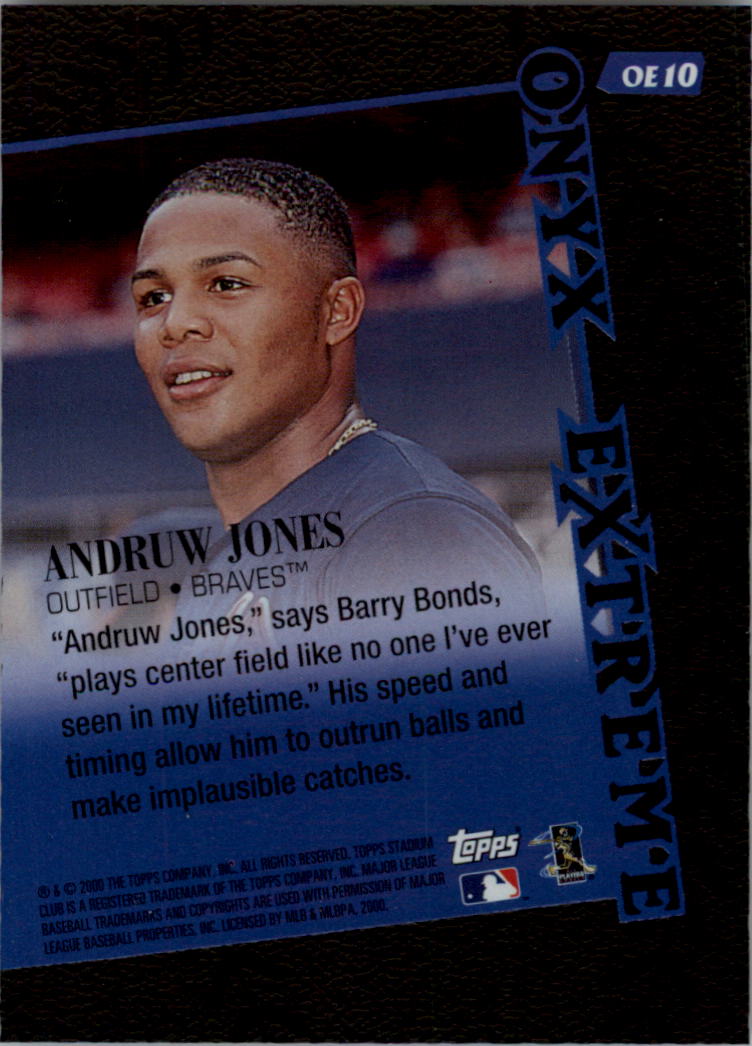 OE10
ONYX EXTREME
ANDRUW JONES
OUTFIELD • BRAVES™
“Andruw Jones,” says Barry Bonds,
“plays center field like no one I’ve ever
seen in my lifetime.” His speed and
timing allow him to outrun balls and
make implausible catches.
® & © 2000 THE TOPPS COMPANY, INC. ALL RIGHTS RESERVED. TOPPS STADIUM
CLUB IS A REGISTERED TRADEMARK OF THE TOPPS COMPANY, INC. MAJOR LEAGUE
BASEBALL TRADEMARKS AND COPYRIGHTS ARE USED WITH PERMISSION OF MAJOR
LEAGUE BASEBALL PROPERTIES, INC. LICENSED BY MLB & MLBPA, 2000.
Topps
PLAYERS